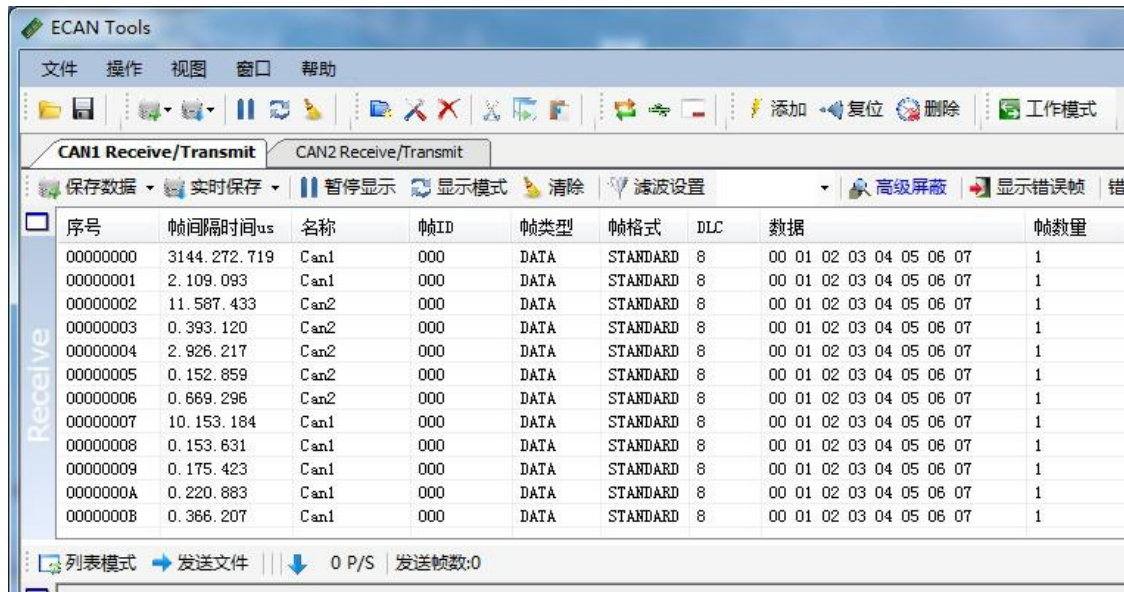 ECAN Tools
文件 操作 视图 窗口 帮助
添加 复位 删除 工作模式
CAN1 Receive/Transmit CAN2 Receive/Transmit
保存数据 实时保存 暂停显示 显示模式 清除 滤波设置 高级屏蔽 显示错误帧 错
序号 帧间隔时间us 名称 帧ID 帧类型 帧格式 DLC 数据 帧数量
00000000 3144.272.719 Can1 000 DATA STANDARD 8 00 01 02 03 04 05 06 07 1
00000001 2.109.093 Can1 000 DATA STANDARD 8 00 01 02 03 04 05 06 07 1
00000002 11.587.433 Can2 000 DATA STANDARD 8 00 01 02 03 04 05 06 07 1
00000003 0.393.120 Can2 000 DATA STANDARD 8 00 01 02 03 04 05 06 07 1
00000004 2.926.217 Can2 000 DATA STANDARD 8 00 01 02 03 04 05 06 07 1
00000005 0.152.859 Can2 000 DATA STANDARD 8 00 01 02 03 04 05 06 07 1
00000006 0.669.296 Can2 000 DATA STANDARD 8 00 01 02 03 04 05 06 07 1
00000007 10.153.184 Can1 000 DATA STANDARD 8 00 01 02 03 04 05 06 07 1
00000008 0.153.631 Can1 000 DATA STANDARD 8 00 01 02 03 04 05 06 07 1
00000009 0.175.423 Can1 000 DATA STANDARD 8 00 01 02 03 04 05 06 07 1
0000000A 0.220.883 Can1 000 DATA STANDARD 8 00 01 02 03 04 05 06 07 1
0000000B 0.366.207 Can1 000 DATA STANDARD 8 00 01 02 03 04 05 06 07 1
Receive
列表模式 发送文件 0 P/S 发送帧数:0